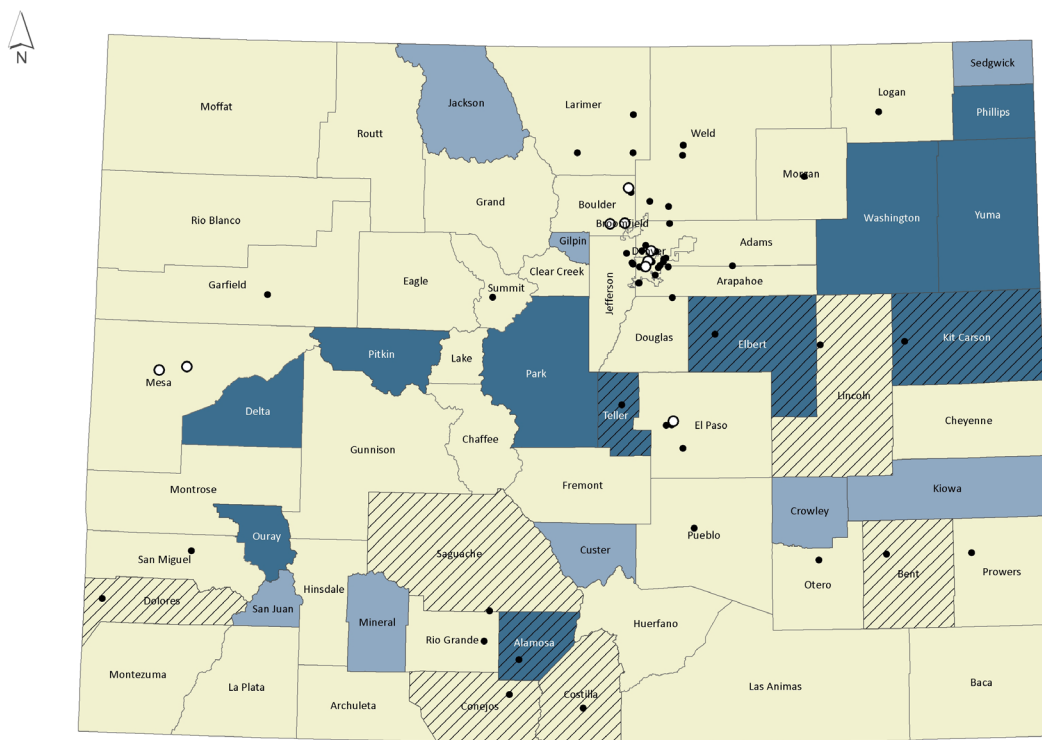 N
Sedgwick
Logan
Jackson
Larimer
Moffat
Phillips
Routt
Weld
Morgan
Grand
Boulder
Yuma
Washington
Rio Blanco
Broomfield
Gilpin
Adams
Denver
Clear Creek
Eagle
Arapahoe
Garfield
Summit
Jefferson
Douglas
Kit Carson
Elbert
Pitkin
Lake
Park
Mesa
Lincoln
Delta
Teller
Cheyenne
El Paso
Chaffee
Gunnison
Fremont
Montrose
Kiowa
Crowley
Ouray
Pueblo
Custer
Saguache
San Miguel
Bent
Prowers
Otero
Hinsdale
Dolores
San Juan
Mineral
Huerfano
Rio Grande
Alamosa
Montezuma
Baca
La Plata
Las Animas
Costilla
Archuleta
Conejos